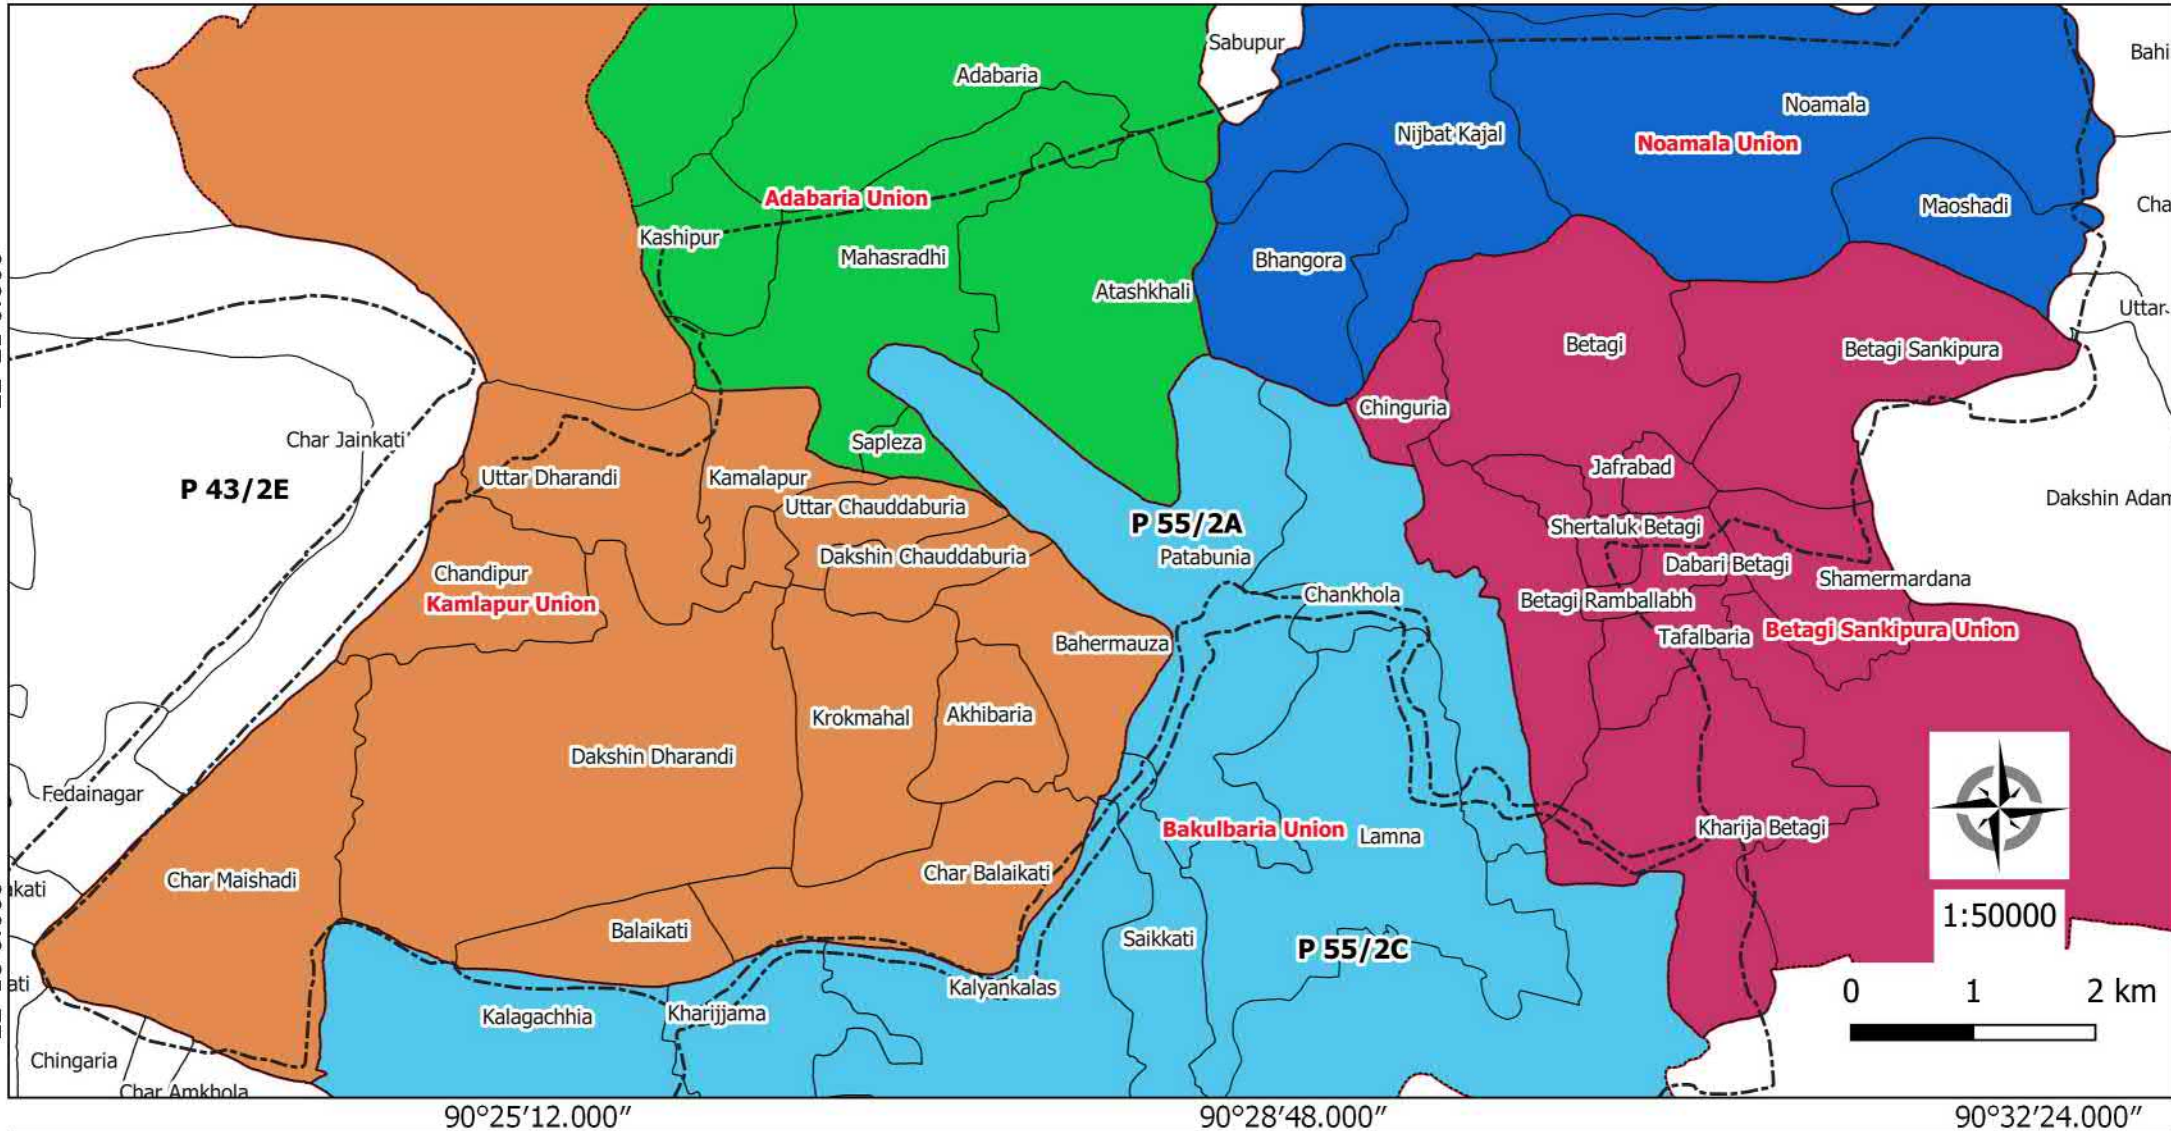 Sabupur
Bahi
Adabaria
Noamala
Nijbat Kajal
Noamala Union
Adabaria Union
Maoshadi
Cha
Kashipur
Mahasradhi
Bhangora
Atashkhali
Uttar
Betagi
Betagi Sankipura
Chinguria
Char Jainkati
Sapleza
Jafrabad
Uttar Dharandi
Kamalapur
P 43/2E
Dakshin Adam
Uttar Chauddaburia
P 55/2A
Shertaluk Betagi
Dakshin Chauddaburia
Patabunia
Dabari Betagi
Chandipur
Shamermardana
Chankhola
Betagi Ramballabh
Kamlapur Union
Betagi Sankipura Union
Tafalbaria
Bahermauza
Krokmahal
Akhibaria
Dakshin Dharandi
Fedainagar
Bakulbaria Union
Lamna
Kharija Betagi
Char Balaikati
Char Maishadi
kati
1:50000
Balaikati
Saikkati
P 55/2C
ati
Kalyankalas
0 1 2 km
Kharijjama
Kalagachhia
Chingaria
Char Amkhola
90°25'12.000" 90°28'48.000" 90°32'24.000"